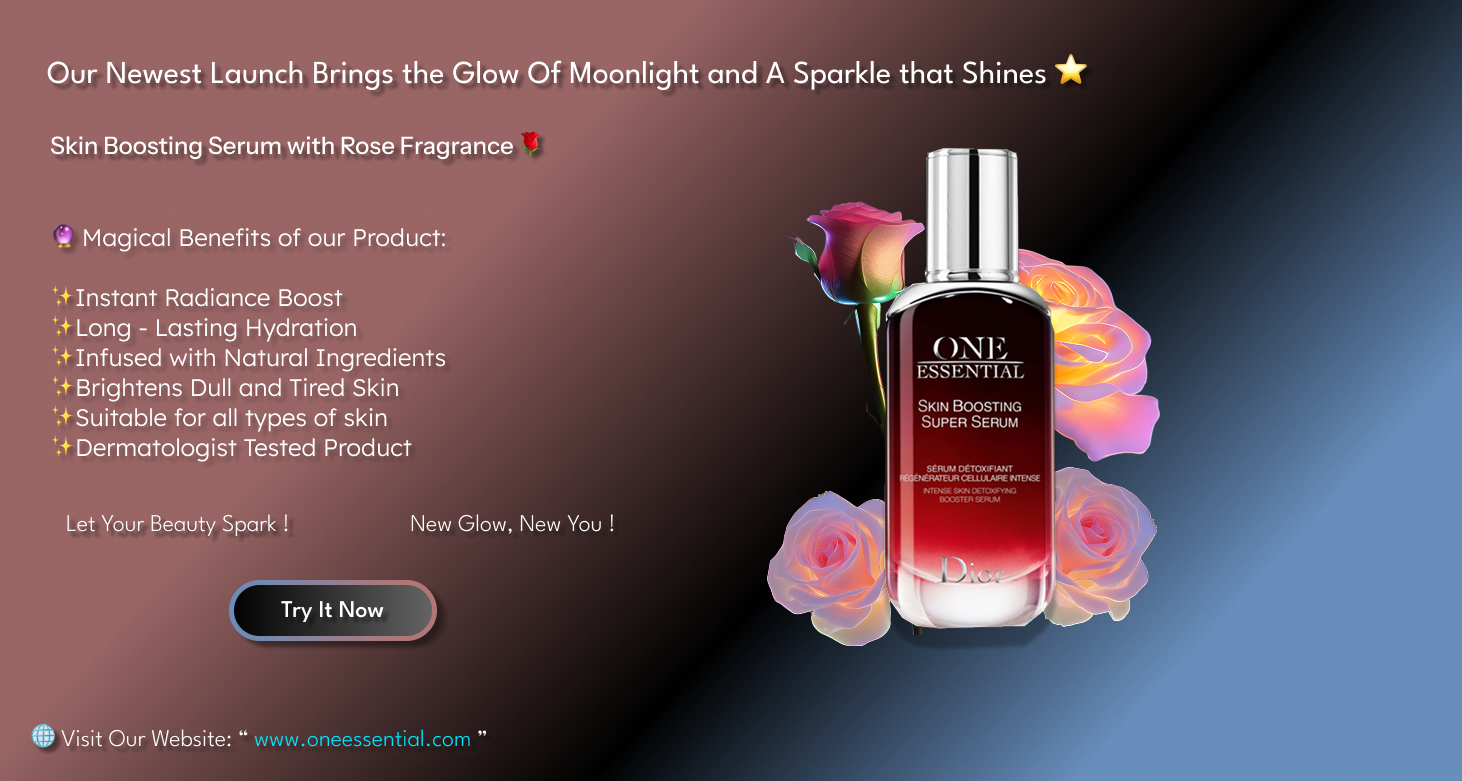 Our Newest Launch Brings the Glow Of Moonlight and A Sparkle that Shines ⭐
Skin Boosting Serum with Rose Fragrance 🌹
🔮 Magical Benefits of our Product:
✨Instant Radiance Boost
✨Long - Lasting Hydration
✨Infused with Natural Ingredients
✨Brightens Dull and Tired Skin
✨Suitable for all types of skin
✨Dermatologist Tested Product
Let Your Beauty Spark !
New Glow, New You !
Try It Now
🌐 Visit Our Website: “ www.oneessential.com ”
ONE
ESSENTIAL
SKIN BOOSTING
SUPER SERUM
SÉRUM DÉTOXIFIANT
RÉGÉNÉRATEUR CELLULAIRE INTENSE
INTENSE SKIN DETOXIFYING
BOOSTER SERUM
Dior